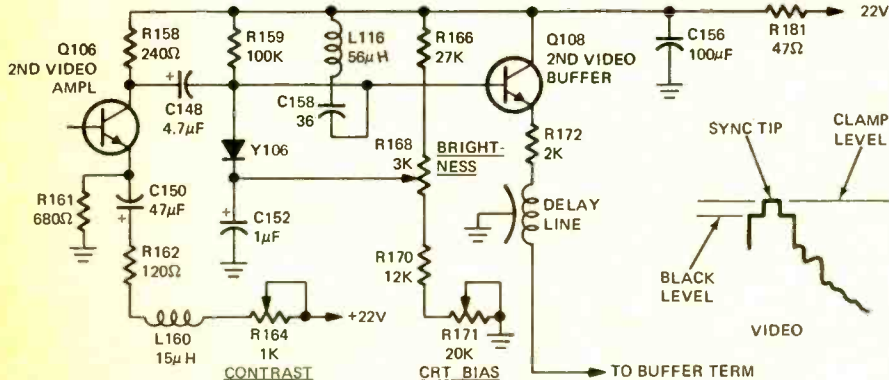 22V
R158
240Ω
R159
100K
L116
56μH
R166
27K
Q108
2ND VIDEO
BUFFER
C156
100μF
R181
47Ω
Q106
2ND VIDEO
AMPL
C148
4.7μF
C158
36
+
Y106
R168
3K
BRIGHT-
NESS
R172
2K
SYNC TIP
CLAMP
LEVEL
R161
680Ω
C150
47μF
+
+
C152
1μF
DELAY
LINE
R162
120Ω
R170
12K
BLACK
LEVEL
L160
15μH
R164
1K
CONTRAST
+22V
R171
20K
CRT BIAS
VIDEO
TO BUFFER TERM